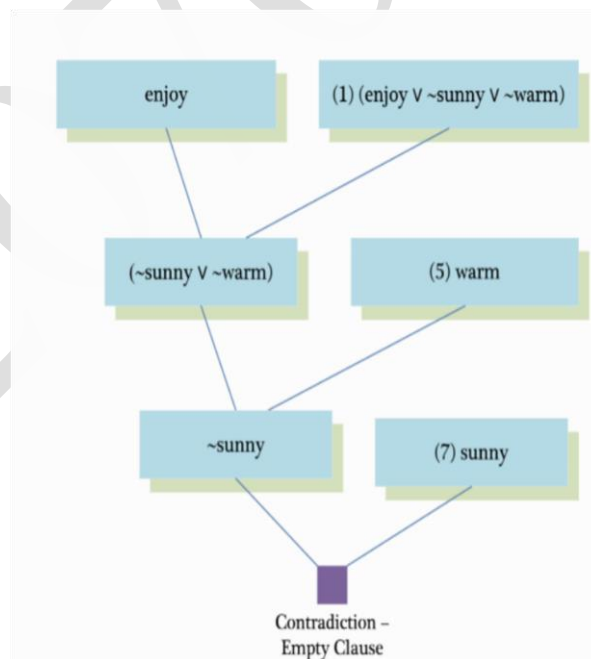 enjoy
(1) (enjoy ∨ ~sunny ∨ ~warm)
(~sunny ∨ ~warm)
(5) warm
~sunny
(7) sunny
Contradiction –
Empty Clause